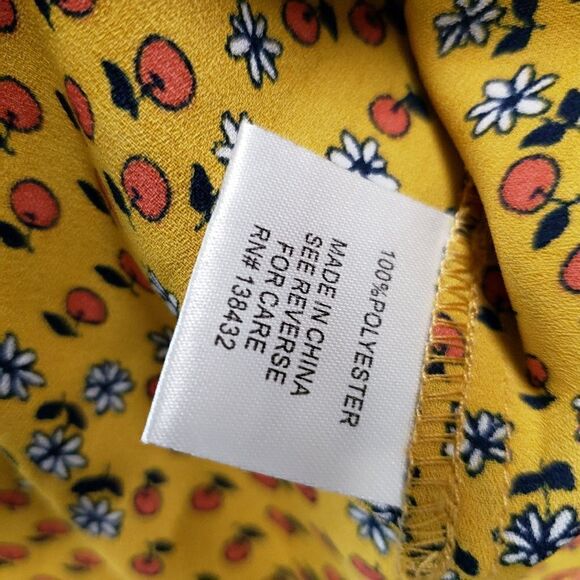 100%POLYESTER
MADE IN CHINA
SEE REVERSE
FOR CARE
RN# 138432